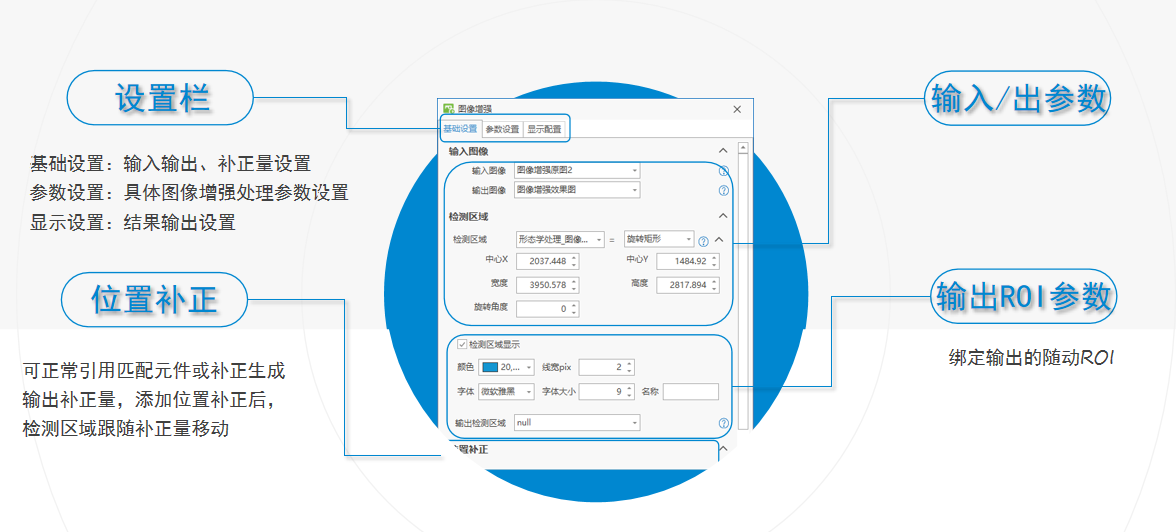 设置栏
基础设置：输入输出、补正量设置
参数设置：具体图像增强处理参数设置
显示设置：结果输出设置
位置补正
可正常引用匹配元件或补正生成
输出补正量，添加位置补正后，
检测区域跟随补正量移动
图像增强
基础设置 参数设置 显示配置
输入图像
输入图像 图像增强原图2
输出图像 图像增强效果图
检测区域
检测区域 形态学处理_图像... = 旋转矩形
中心X 2037.448 中心Y 1484.92
宽度 3950.578 高度 2817.894
旋转角度 0
检测区域显示
颜色 20,... 线宽pix 2
字体 微软雅黑 字体大小 9 名称
输出检测区域 null
置补正
输入/出参数
输出ROI参数
绑定输出的随动ROI